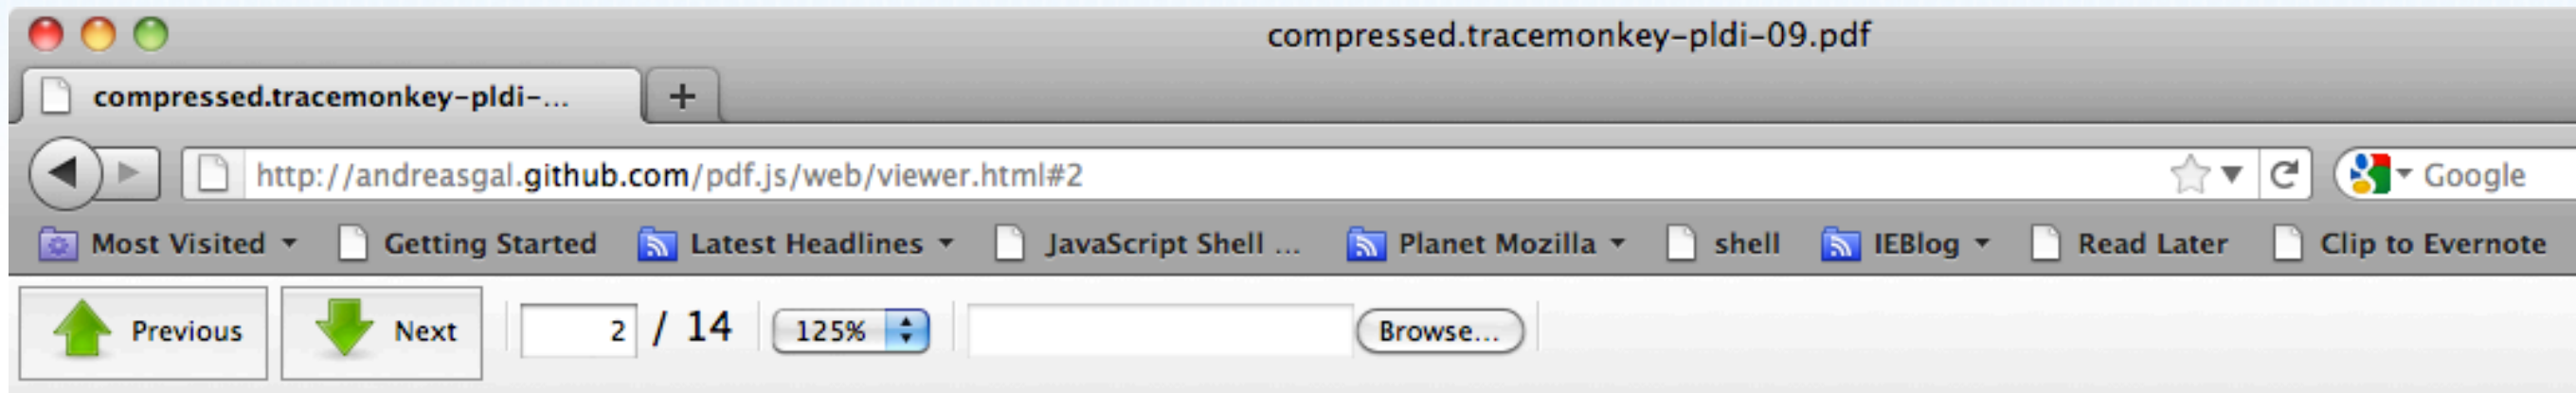 compressed.tracemonkey-pldi-09.pdf
compressed.tracemonkey-pldi-... +
http://andreasgal.github.com/pdf.js/web/viewer.html#2 Google
Most Visited Getting Started Latest Headlines JavaScript Shell ... Planet Mozilla shell IEBlog Read Later Clip to Evernote
Previous Next 2 / 14 125% Browse...